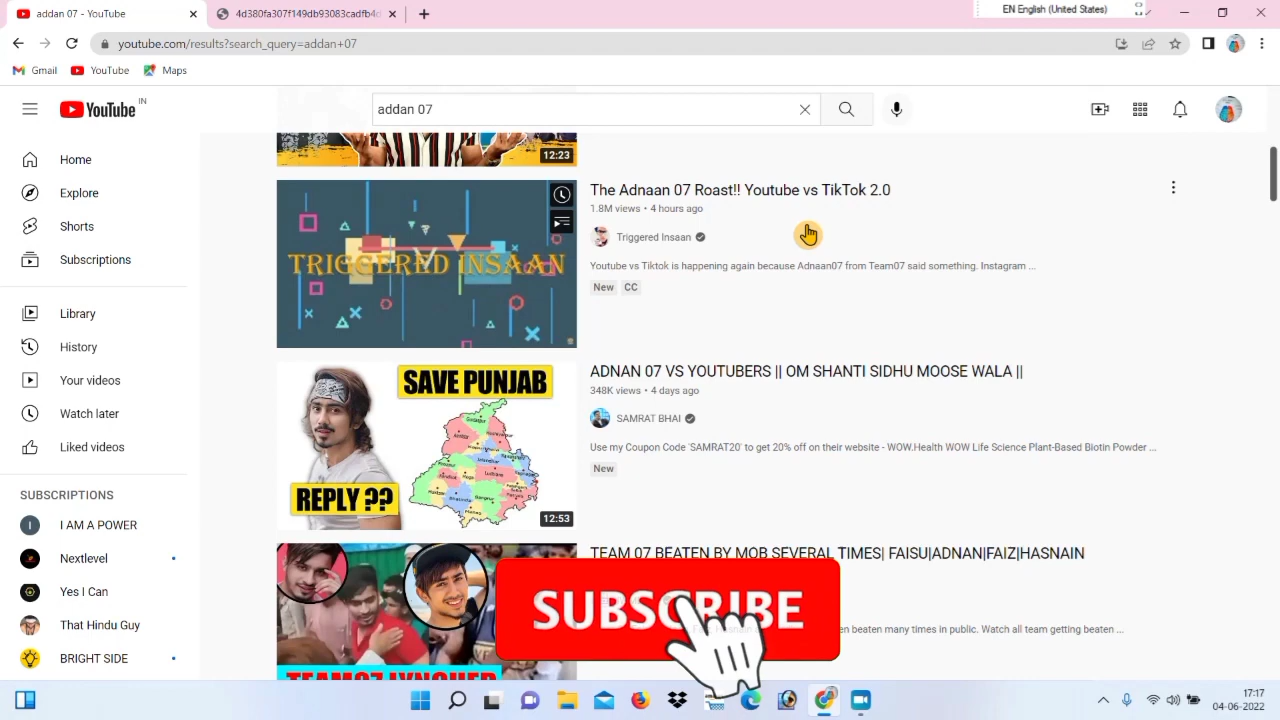 addan 07 - YouTube
4d380fa307f149db93083cadfb4d
EN English (United States)
youtube.com/results?search_query=addan+07
Gmail
YouTube
Maps
YouTube IN
addan 07
Home
Explore
Shorts
Subscriptions
Library
History
Your videos
Watch later
Liked videos
SUBSCRIPTIONS
I I AM A POWER
Nextlevel
Yes I Can
That Hindu Guy
BRIGHT SIDE
12:23
TRIGGERED INSAAN
The Adnaan 07 Roast!! Youtube vs TikTok 2.0
1.8M views • 4 hours ago
Triggered Insaan
Youtube vs Tiktok is happening again because Adnaan07 from Team07 said something. Instagram ...
New CC
SAVE PUNJAB
REPLY ??
12:53
ADNAN 07 VS YOUTUBERS || OM SHANTI SIDHU MOOSE WALA ||
348K views • 4 days ago
SAMRAT BHAI
Use my Coupon Code 'SAMRAT20' to get 20% off on their website - WOW.Health WOW Life Science Plant-Based Biotin Powder ...
New
TEAM 07 BEATEN BY MOB SEVERAL TIMES| FAISU|ADNAN|FAIZ|HASNAIN
SUBSCRIBE
en beaten many times in public. Watch all team getting beaten ...
TEAM07 LYNCHED
17:17
04-06-2022